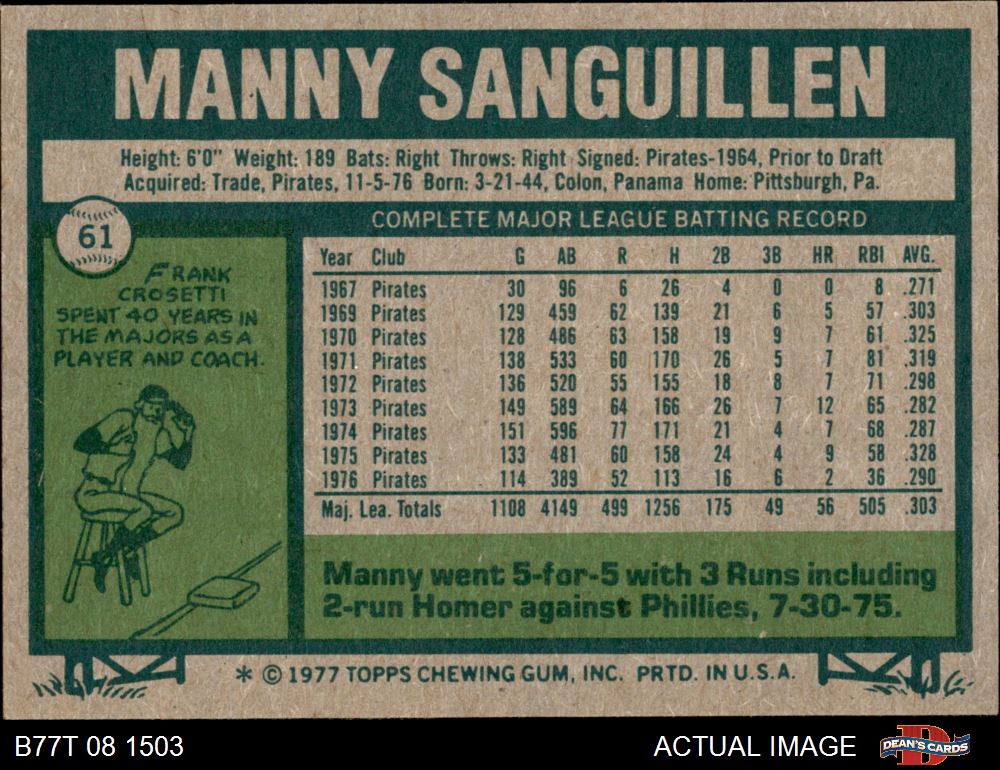 MANNY SANGUILLEN
Height: 6'0" Weight: 189 Bats: Right Throws: Right Signed: Pirates-1964, Prior to Draft
Acquired: Trade, Pirates, 11-5-76 Born: 3-21-44, Colon, Panama Home: Pittsburgh, Pa.
61
FRANK
CROSETTI
SPENT 40 YEARS IN
THE MAJORS AS A
PLAYER AND COACH.
COMPLETE MAJOR LEAGUE BATTING RECORD
Year Club G AB R H 2B 3B HR RBI AVG.
1967 Pirates 30 96 6 26 4 0 0 8 .271
1969 Pirates 129 459 62 139 21 6 5 57 .303
1970 Pirates 128 486 63 158 19 9 7 61 .325
1971 Pirates 138 533 60 170 26 5 7 81 .319
1972 Pirates 136 520 55 155 18 8 7 71 .298
1973 Pirates 149 589 64 166 26 7 12 65 .282
1974 Pirates 151 596 77 171 21 4 7 68 .287
1975 Pirates 133 481 60 158 24 4 9 58 .328
1976 Pirates 114 389 52 113 16 6 2 36 .290
Maj. Lea. Totals 1108 4149 499 1256 175 49 56 505 .303
Manny went 5-for-5 with 3 Runs including
2-run Homer against Phillies, 7-30-75.
* © 1977 TOPPS CHEWING GUM, INC. PRTD. IN U.S.A.
B77T 08 1503
ACTUAL IMAGE
D
DEAN'S CARDS